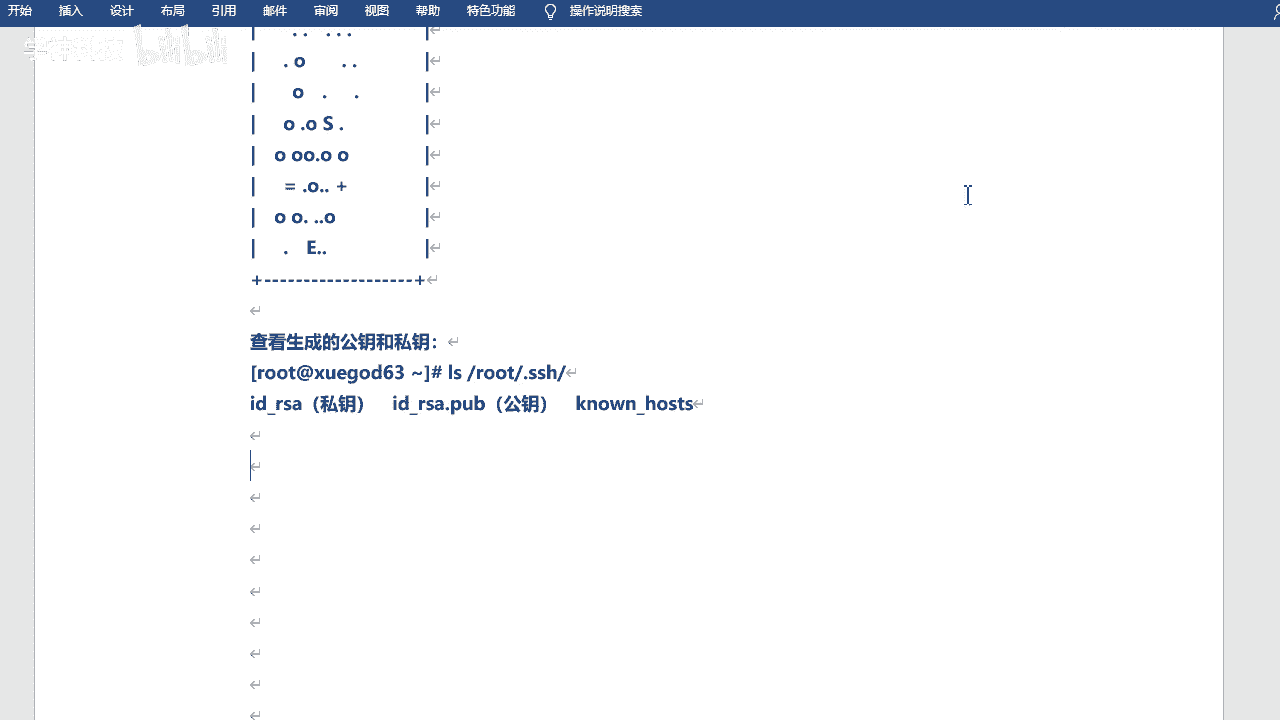 开始 插入 设计 布局 引用 邮件 审阅 视图 帮助 特色功能 操作说明搜索
| . . . . . |
| . o . . |
| o . . |
| o .o S . |
| o oo.o o |
| = .o.. + |
| o o. ..o |
| . E.. |
+-------------------+
查看生成的公钥和私钥：
[root@xuegod63 ~]# ls /root/.ssh/
id_rsa（私钥） id_rsa.pub（公钥） known_hosts